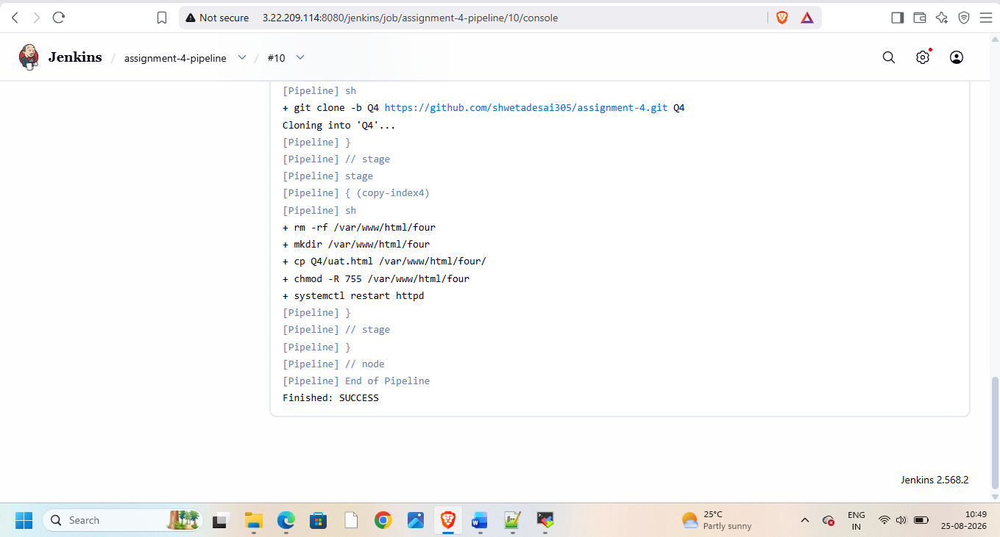 Not secure 3.22.209.114:8080/jenkins/job/assignment-4-pipeline/10/console
Jenkins / assignment-4-pipeline / #10
[Pipeline] sh
+ git clone -b Q4 https://github.com/shwetadesai305/assignment-4.git Q4
Cloning into 'Q4'...
[Pipeline] }
[Pipeline] // stage
[Pipeline] stage
[Pipeline] { (copy-index4)
[Pipeline] sh
+ rm -rf /var/www/html/four
+ mkdir /var/www/html/four
+ cp Q4/uat.html /var/www/html/four/
+ chmod -R 755 /var/www/html/four
+ systemctl restart httpd
[Pipeline] }
[Pipeline] // stage
[Pipeline] }
[Pipeline] // node
[Pipeline] End of Pipeline
Finished: SUCCESS
Jenkins 2.568.2
Search
25°C
Partly sunny
ENG
IN
10:49
25-08-2026